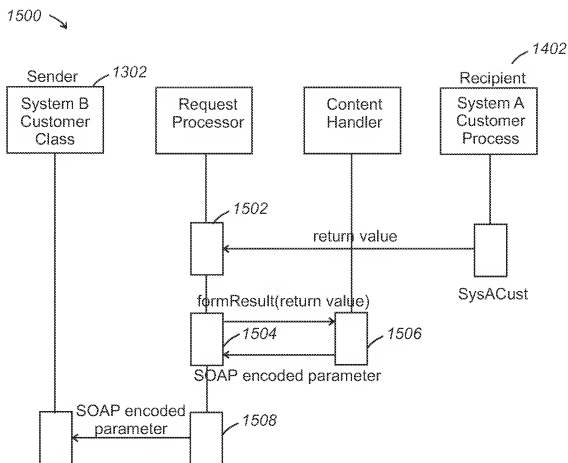 1500
Sender
1302
Recipient
1402
System B
Customer
Class
Request
Processor
Content
Handler
System A
Customer
Process
1502
return value
SysACust
formResult(return value)
1504
1506
SOAP encoded parameter
SOAP encoded
parameter
1508